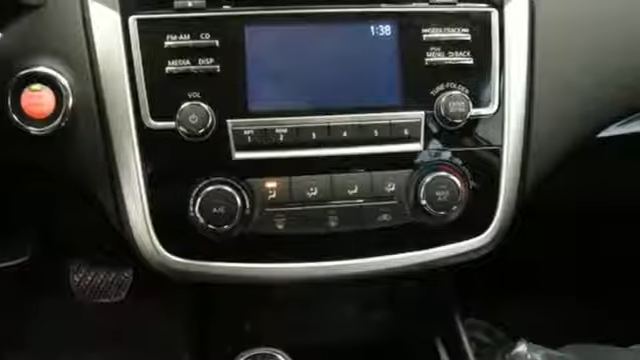 1:38
FM·AM CD
SEEK·TRACK
MEDIA DISP
MENU BACK
VOL
TUNE·FOLDER
1 2 3 4 5 6
A/C
MAX A/C